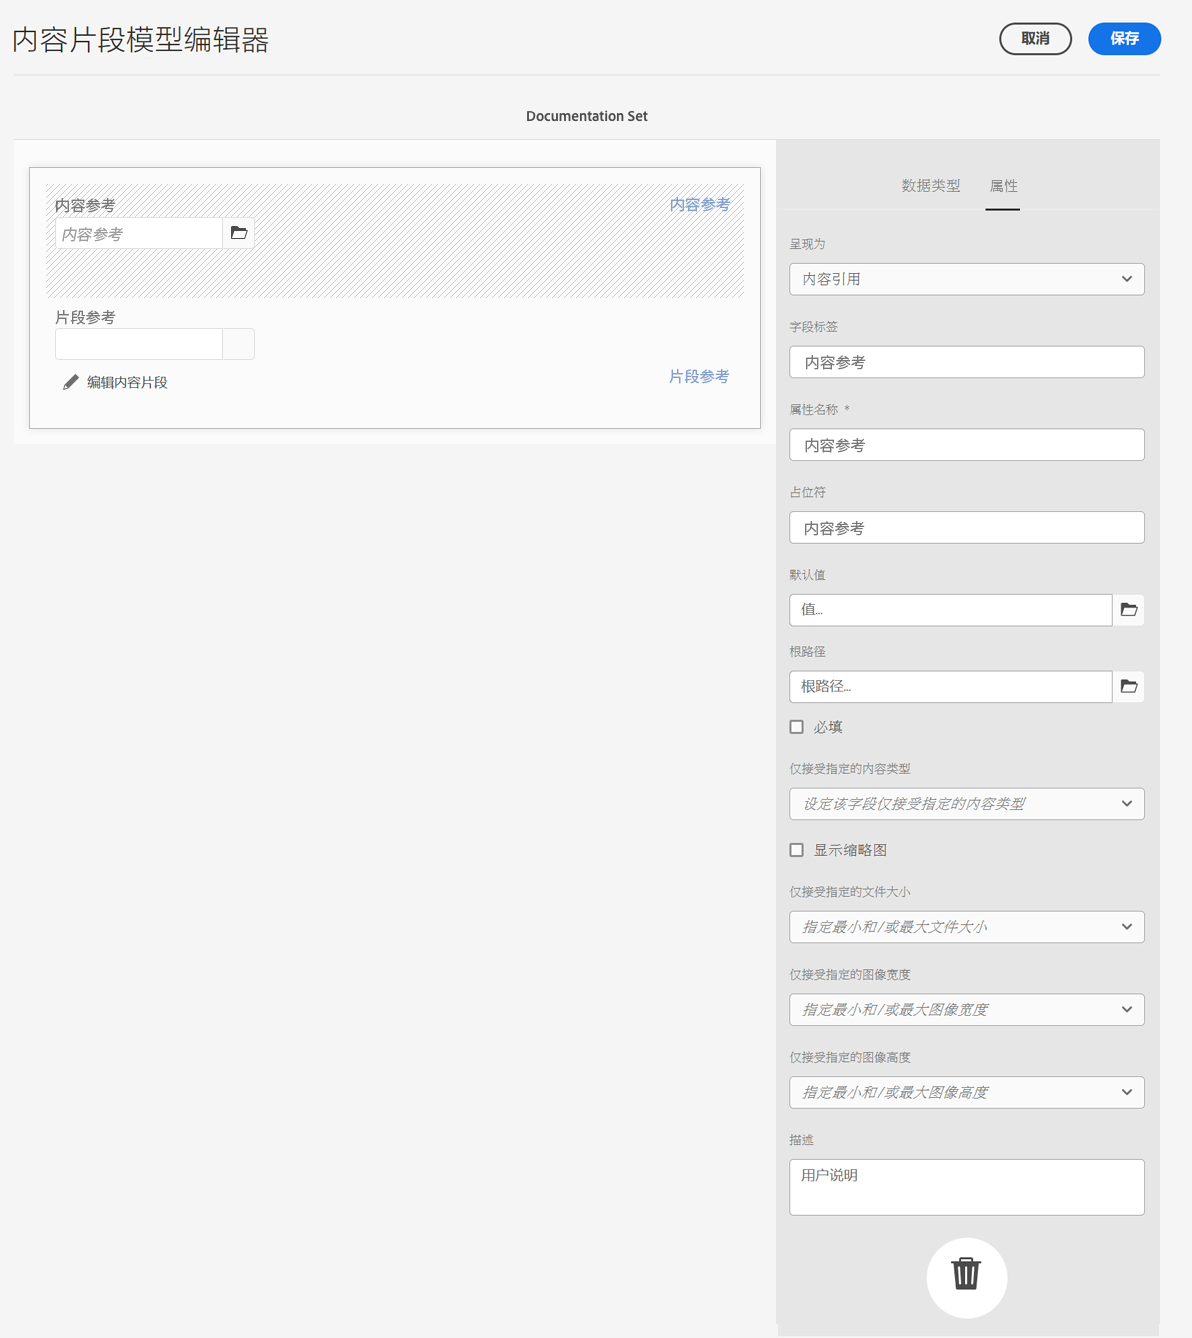 内容片段模型编辑器
取消
保存
Documentation Set
内容参考
内容参考
内容参考
片段参考
编辑内容片段
片段参考
数据类型
属性
呈现为
内容引用
字段标签
内容参考
属性名称 *
内容参考
占位符
内容参考
默认值
值...
根路径
根路径...
必填
仅接受指定的内容类型
设定该字段仅接受指定的内容类型
显示缩略图
仅接受指定的文件大小
指定最小和/或最大文件大小
仅接受指定的图像宽度
指定最小和/或最大图像宽度
仅接受指定的图像高度
指定最小和/或最大图像高度
描述
用户说明